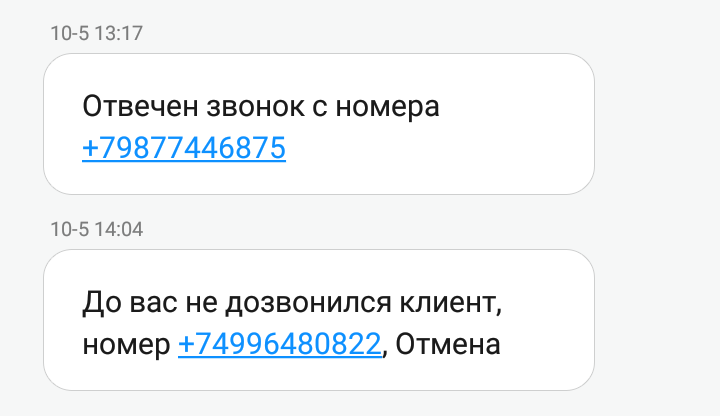 10-5 13:17
Отвечен звонок с номера
+79877446875
10-5 14:04
До вас не дозвонился клиент,
номер +74996480822, Отмена